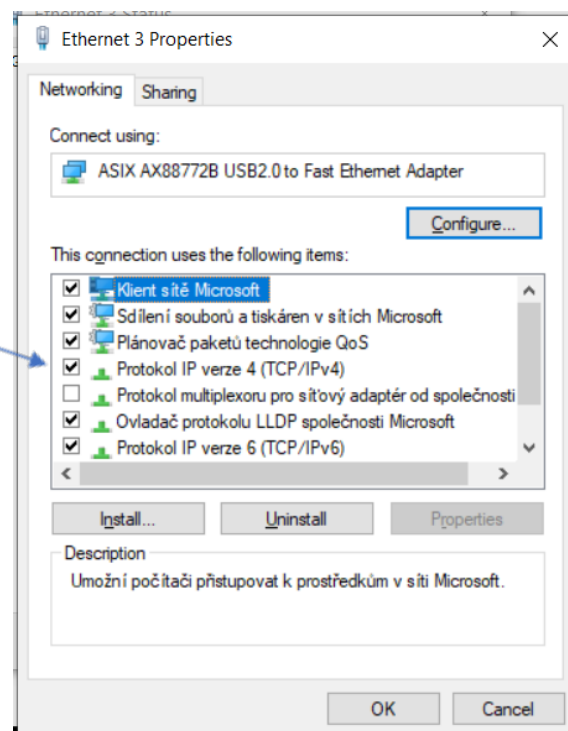 Ethernet 3 Status
Ethernet 3 Properties
Networking
Sharing
Connect using:
ASIX AX88772B USB2.0 to Fast Ethernet Adapter
Configure...
This connection uses the following items:
Klient sítě Microsoft
Sdílení souborů a tiskáren v sítích Microsoft
Plánovač paketů technologie QoS
Protokol IP verze 4 (TCP/IPv4)
Protokol multiplexoru pro síťový adaptér od společnosti
Ovladač protokolu LLDP společnosti Microsoft
Protokol IP verze 6 (TCP/IPv6)
Install...
Uninstall
Properties
Description
Umožní počítači přistupovat k prostředkům v síti Microsoft.
OK
Cancel